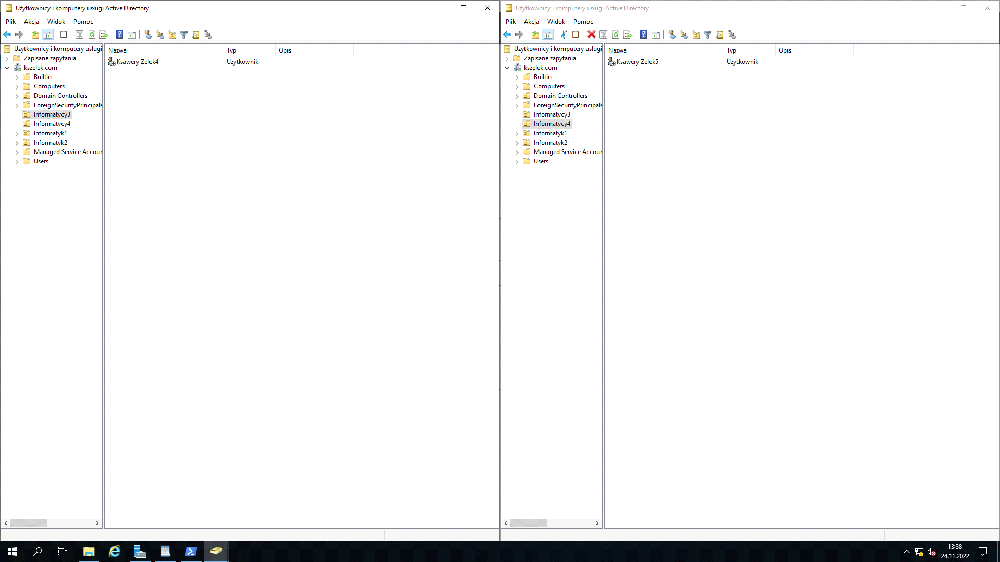 Użytkownicy i komputery usługi Active Directory
Plik Akcja Widok Pomoc
Użytkownicy i komputery usługi
Zapisane zapytania
kszelek.com
Builtin
Computers
Domain Controllers
ForeignSecurityPrincipals
Informatycy3
Informatycy4
Informatyk1
Informatyk2
Managed Service Accour
Users
Nazwa Typ Opis
Ksawery Zelek4 Użytkownik
Użytkownicy i komputery usługi Active Directory
Plik Akcja Widok Pomoc
Użytkownicy i komputery usługi
Zapisane zapytania
kszelek.com
Builtin
Computers
Domain Controllers
ForeignSecurityPrincipals
Informatycy3
Informatycy4
Informatyk1
Informatyk2
Managed Service Accour
Users
Nazwa Typ Opis
Ksawery Zelek5 Użytkownik
13:38
24.11.2022